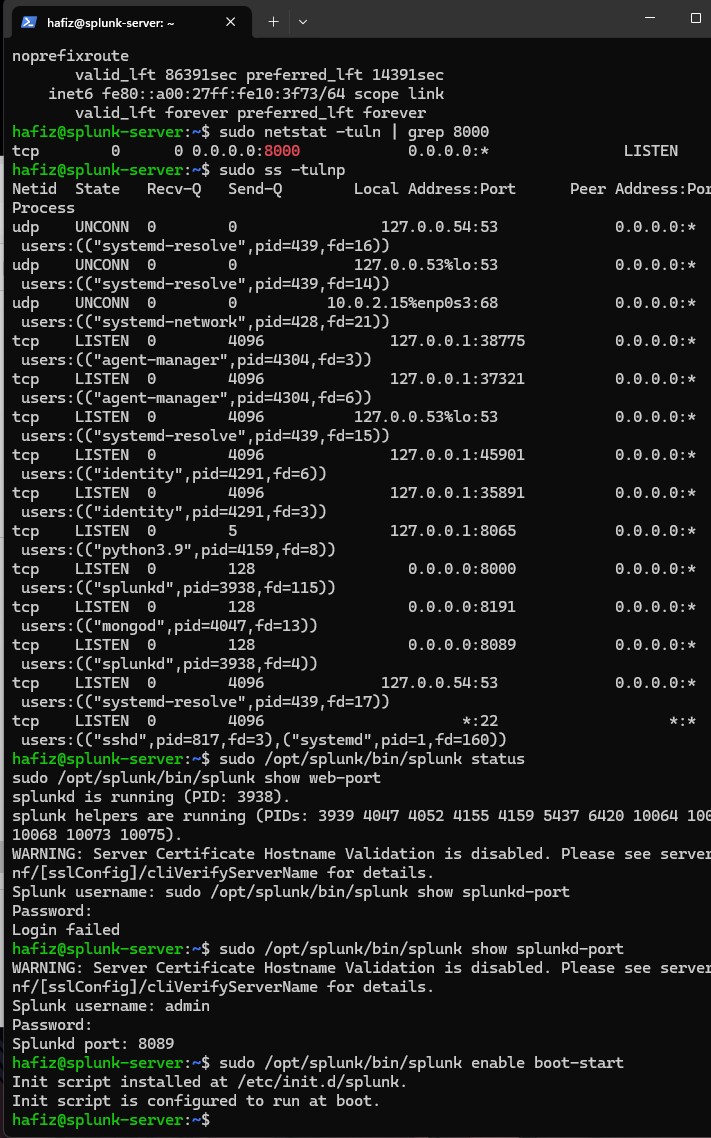 hafiz@splunk-server: ~
noprefixroute
valid_lft 86391sec preferred_lft 14391sec
inet6 fe80::a00:27ff:fe10:3f73/64 scope link
valid_lft forever preferred_lft forever
hafiz@splunk-server:~$ sudo netstat -tuln | grep 8000
tcp 0 0 0.0.0.0:8000 0.0.0.0:* LISTEN
hafiz@splunk-server:~$ sudo ss -tulnp
Netid State Recv-Q Send-Q Local Address:Port Peer Address:Por
Process
udp UNCONN 0 0 127.0.0.54:53 0.0.0.0:*
users:(("systemd-resolve",pid=439,fd=16))
udp UNCONN 0 0 127.0.0.53%lo:53 0.0.0.0:*
users:(("systemd-resolve",pid=439,fd=14))
udp UNCONN 0 0 10.0.2.15%enp0s3:68 0.0.0.0:*
users:(("systemd-network",pid=428,fd=21))
tcp LISTEN 0 4096 127.0.0.1:38775 0.0.0.0:*
users:(("agent-manager",pid=4304,fd=3))
tcp LISTEN 0 4096 127.0.0.1:37321 0.0.0.0:*
users:(("agent-manager",pid=4304,fd=6))
tcp LISTEN 0 4096 127.0.0.53%lo:53 0.0.0.0:*
users:(("systemd-resolve",pid=439,fd=15))
tcp LISTEN 0 4096 127.0.0.1:45901 0.0.0.0:*
users:(("identity",pid=4291,fd=6))
tcp LISTEN 0 4096 127.0.0.1:35891 0.0.0.0:*
users:(("identity",pid=4291,fd=3))
tcp LISTEN 0 5 127.0.0.1:8065 0.0.0.0:*
users:(("python3.9",pid=4159,fd=8))
tcp LISTEN 0 128 0.0.0.0:8000 0.0.0.0:*
users:(("splunkd",pid=3938,fd=115))
tcp LISTEN 0 128 0.0.0.0:8191 0.0.0.0:*
users:(("mongod",pid=4047,fd=13))
tcp LISTEN 0 128 0.0.0.0:8089 0.0.0.0:*
users:(("splunkd",pid=3938,fd=4))
tcp LISTEN 0 4096 127.0.0.54:53 0.0.0.0:*
users:(("systemd-resolve",pid=439,fd=17))
tcp LISTEN 0 4096 *:22 *:*
users:(("sshd",pid=817,fd=3),("systemd",pid=1,fd=160))
hafiz@splunk-server:~$ sudo /opt/splunk/bin/splunk status
sudo /opt/splunk/bin/splunk show web-port
splunkd is running (PID: 3938).
splunk helpers are running (PIDs: 3939 4047 4052 4155 4159 5437 6420 10064 100
10068 10073 10075).
WARNING: Server Certificate Hostname Validation is disabled. Please see server
nf/[sslConfig]/cliVerifyServerName for details.
Splunk username: sudo /opt/splunk/bin/splunk show splunkd-port
Password:
Login failed
hafiz@splunk-server:~$ sudo /opt/splunk/bin/splunk show splunkd-port
WARNING: Server Certificate Hostname Validation is disabled. Please see server
nf/[sslConfig]/cliVerifyServerName for details.
Splunk username: admin
Password:
Splunkd port: 8089
hafiz@splunk-server:~$ sudo /opt/splunk/bin/splunk enable boot-start
Init script installed at /etc/init.d/splunk.
Init script is configured to run at boot.
hafiz@splunk-server:~$